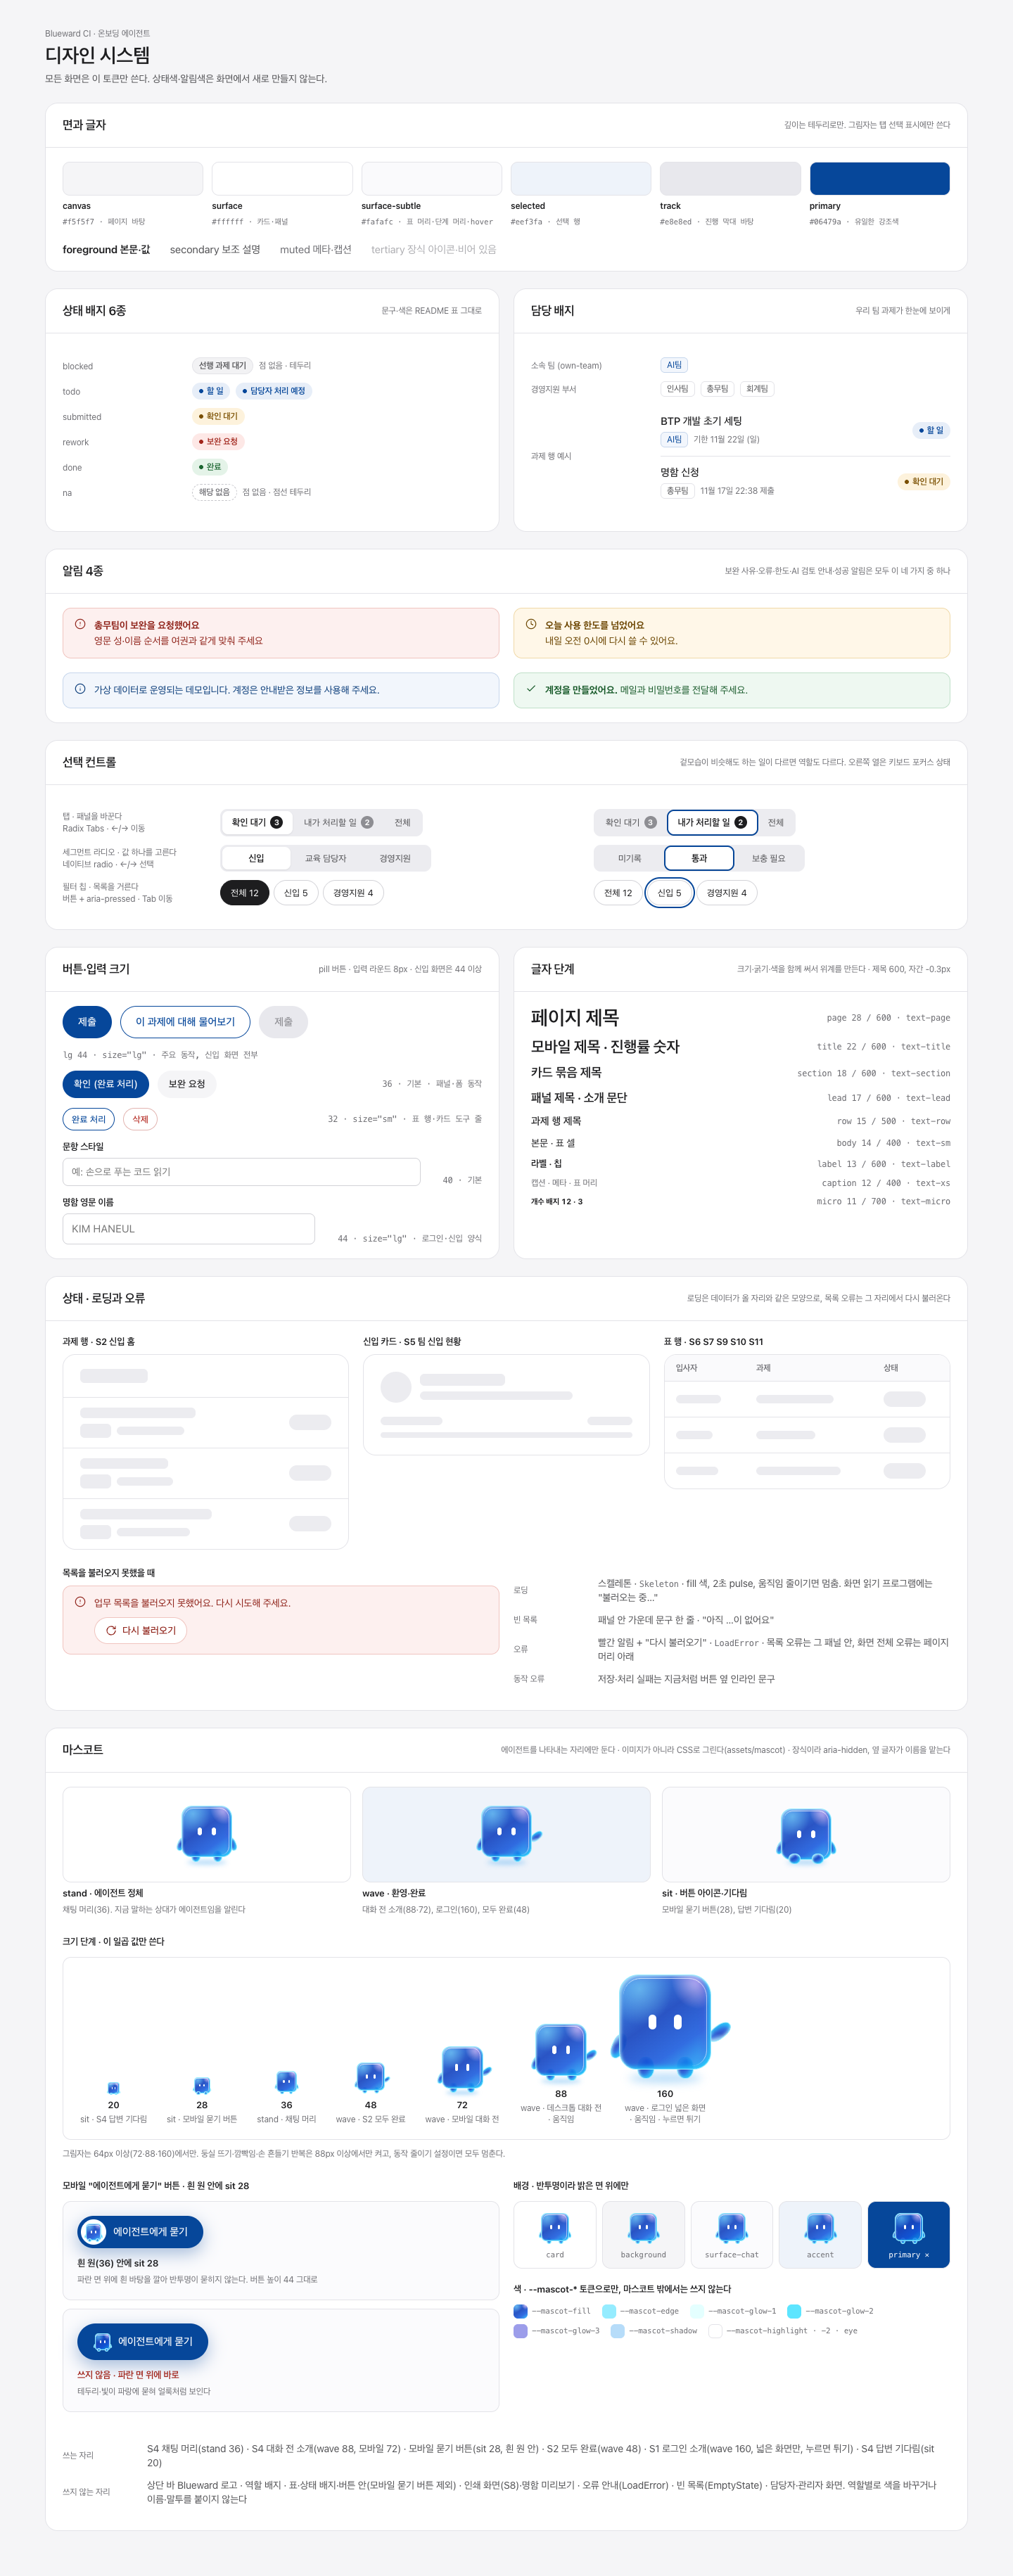 Blueward CI · 온보딩 에이전트
디자인 시스템
모든 화면은 이 토큰만 쓴다. 상태색·알림색은 화면에서 새로 만들지 않는다.
면과 글자
깊이는 테두리로만. 그림자는 탭 선택 표시에만 쓴다
canvas
#f5f5f7 · 페이지 바탕
surface
#ffffff · 카드·패널
surface-subtle
#fafafc · 표 머리·단계 머리·hover
selected
#eef3fa · 선택 행
track
#e8e8ed · 진행 막대 바탕
primary
#06479a · 유일한 강조색
foreground 본문·값
secondary 보조 설명
muted 메타·캡션
tertiary 장식 아이콘·비어 있음
상태 배지 6종
문구·색은 README 표 그대로
blocked
선행 과제 대기
점 없음 · 테두리
todo
할 일
담당자 처리 예정
submitted
확인 대기
rework
보완 요청
done
완료
na
해당 없음
점 없음 · 점선 테두리
담당 배지
우리 팀 과제가 한눈에 보이게
소속 팀 (own-team)
AI팀
경영지원 부서
인사팀
총무팀
회계팀
과제 행 예시
BTP 개발 초기 세팅
AI팀
기한 11월 22일 (일)
할 일
명함 신청
총무팀
11월 17일 22:38 제출
확인 대기
알림 4종
보완 사유·오류·한도·AI 검토 안내·성공 알림은 모두 이 네 가지 중 하나
총무팀이 보완을 요청했어요
영문 성·이름 순서를 여권과 같게 맞춰 주세요
오늘 사용 한도를 넘었어요
내일 오전 0시에 다시 쓸 수 있어요.
가상 데이터로 운영되는 데모입니다. 계정은 안내받은 정보를 사용해 주세요.
계정을 만들었어요. 메일과 비밀번호를 전달해 주세요.
선택 컨트롤
겉모습이 비슷해도 하는 일이 다르면 역할도 다르다. 오른쪽 열은 키보드 포커스 상태
탭 · 패널을 바꾼다
Radix Tabs · ←/→ 이동
확인 대기 3
내가 처리할 일 2
전체
확인 대기 3
내가 처리할 일 2
전체
세그먼트 라디오 · 값 하나를 고른다
네이티브 radio · ←/→ 선택
신입
교육 담당자
경영지원
미기록
통과
보충 필요
필터 칩 · 목록을 거른다
버튼 + aria-pressed · Tab 이동
전체 12
신입 5
경영지원 4
전체 12
신입 5
경영지원 4
버튼·입력 크기
pill 버튼 · 입력 라운드 8px · 신입 화면은 44 이상
제출
이 과제에 대해 물어보기
제출
lg 44 · size="lg" · 주요 동작, 신입 화면 전부
확인 (완료 처리)
보완 요청
36 · 기본 · 패널·폼 동작
완료 처리
삭제
32 · size="sm" · 표 행·카드 도구 줄
문항 스타일
예: 손으로 푸는 코드 읽기
40 · 기본
명함 영문 이름
KIM HANEUL
44 · size="lg" · 로그인·신입 양식
글자 단계
크기·굵기·색을 함께 써서 위계를 만든다 · 제목 600, 자간 -0.3px
페이지 제목
page 28 / 600 · text-page
모바일 제목 · 진행률 숫자
title 22 / 600 · text-title
카드 묶음 제목
section 18 / 600 · text-section
패널 제목 · 소개 문단
lead 17 / 600 · text-lead
과제 행 제목
row 15 / 500 · text-row
본문 · 표 셀
body 14 / 400 · text-sm
라벨 · 칩
label 13 / 600 · text-label
캡션 · 메타 · 표 머리
caption 12 / 400 · text-xs
개수 배지 12 · 3
micro 11 / 700 · text-micro
상태 · 로딩과 오류
로딩은 데이터가 올 자리와 같은 모양으로, 목록 오류는 그 자리에서 다시 불러온다
과제 행 · S2 신입 홈
신입 카드 · S5 팀 신입 현황
표 행 · S6 S7 S9 S10 S11
입사자
과제
상태
목록을 불러오지 못했을 때
업무 목록을 불러오지 못했어요. 다시 시도해 주세요.
다시 불러오기
로딩
스켈레톤 · Skeleton · fill 색, 2초 pulse, 움직임 줄이기면 멈춤. 화면 읽기 프로그램에는
"불러오는 중…"
빈 목록
패널 안 가운데 문구 한 줄 · "아직 …이 없어요"
오류
빨간 알림 + "다시 불러오기" · LoadError · 목록 오류는 그 패널 안, 화면 전체 오류는 페이지
머리 아래
동작 오류
저장·처리 실패는 지금처럼 버튼 옆 인라인 문구
마스코트
에이전트를 나타내는 자리에만 둔다 · 이미지가 아니라 CSS로 그린다(assets/mascot) · 장식이라 aria-hidden, 옆 글자가 이름을 맡는다
stand · 에이전트 정체
채팅 머리(36). 지금 말하는 상대가 에이전트임을 알린다
wave · 환영·완료
대화 전 소개(88·72), 로그인(160), 모두 완료(48)
sit · 버튼 아이콘·기다림
모바일 묻기 버튼(28), 답변 기다림(20)
크기 단계 · 이 일곱 값만 쓴다
20
sit · S4 답변 기다림
28
sit · 모바일 묻기 버튼
36
stand · 채팅 머리
48
wave · S2 모두 완료
72
wave · 모바일 대화 전
88
wave · 데스크톱 대화 전
· 움직임
160
wave · 로그인 넓은 화면
· 움직임 · 누르면 튀기
그림자는 64px 이상(72·88·160)에서만. 둥실 뜨기·깜빡임·손 흔들기 반복은 88px 이상에서만 켜고, 동작 줄이기 설정이면 모두 멈춘다.
모바일 "에이전트에게 묻기" 버튼 · 흰 원 안에 sit 28
에이전트에게 묻기
흰 원(36) 안에 sit 28
파란 면 위에 흰 바탕을 깔아 반투명이 묻히지 않는다. 버튼 높이 44 그대로
에이전트에게 묻기
쓰지 않음 · 파란 면 위에 바로
테두리·빛이 파랑에 묻혀 얼룩처럼 보인다
배경 · 반투명이라 밝은 면 위에만
card
background
surface-chat
accent
primary ×
색 · --mascot-* 토큰으로만, 마스코트 밖에서는 쓰지 않는다
--mascot-fill
--mascot-edge
--mascot-glow-1
--mascot-glow-2
--mascot-glow-3
--mascot-shadow
--mascot-highlight · -2 · eye
쓰는 자리
S4 채팅 머리(stand 36) · S4 대화 전 소개(wave 88, 모바일 72) · 모바일 묻기 버튼(sit 28, 흰 원 안) · S2 모두 완료(wave 48) · S1 로그인 소개(wave 160, 넓은 화면만, 누르면 튀기) · S4 답변 기다림(sit
20)
쓰지 않는 자리
상단 바 Blueward 로고 · 역할 배지 · 표·상태 배지·버튼 안(모바일 묻기 버튼 제외) · 인쇄 화면(S8)·명함 미리보기 · 오류 안내(LoadError) · 빈 목록(EmptyState) · 담당자·관리자 화면. 역할별로 색을 바꾸거나
이름·말투를 붙이지 않는다